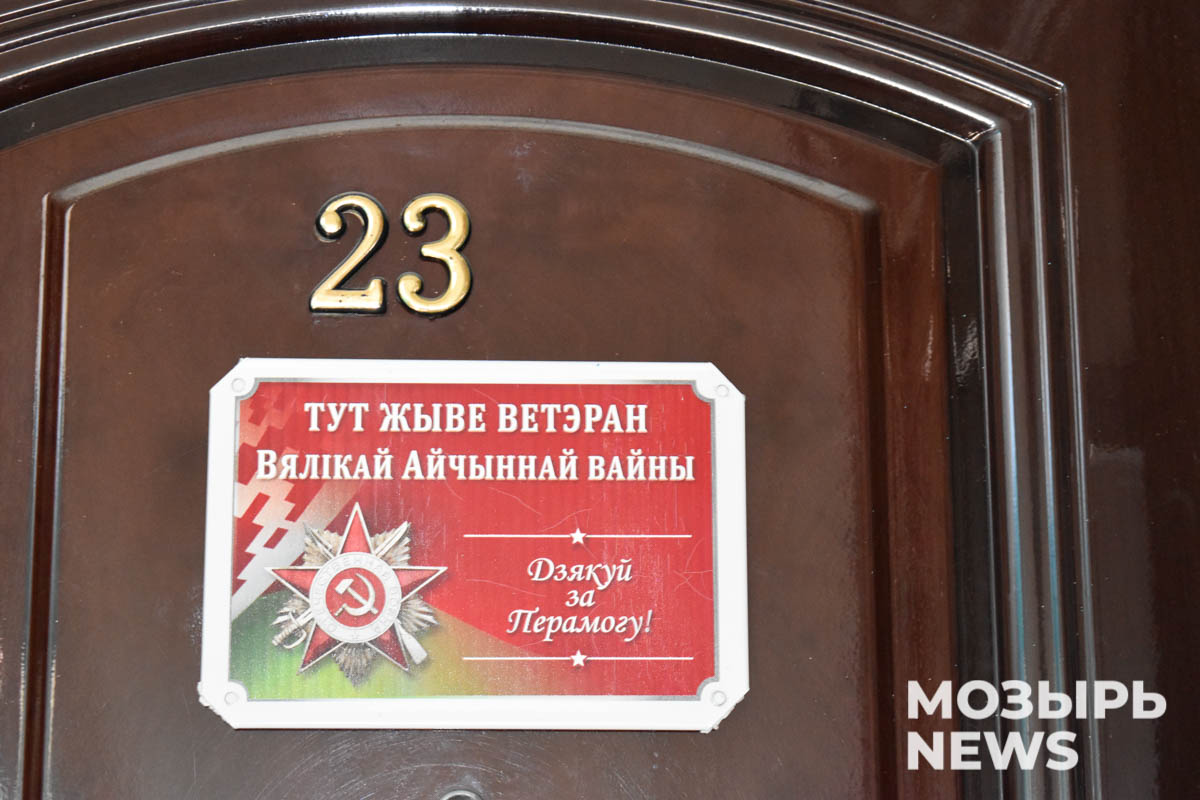 23
ТУТ ЖЫВЕ ВЕТЭРАН
ВЯЛІКАЙ АЙЧЫННАЙ ВАЙНЫ
Дзякуй
за
Перамогу!
МОЗЫРЬ
NEWS